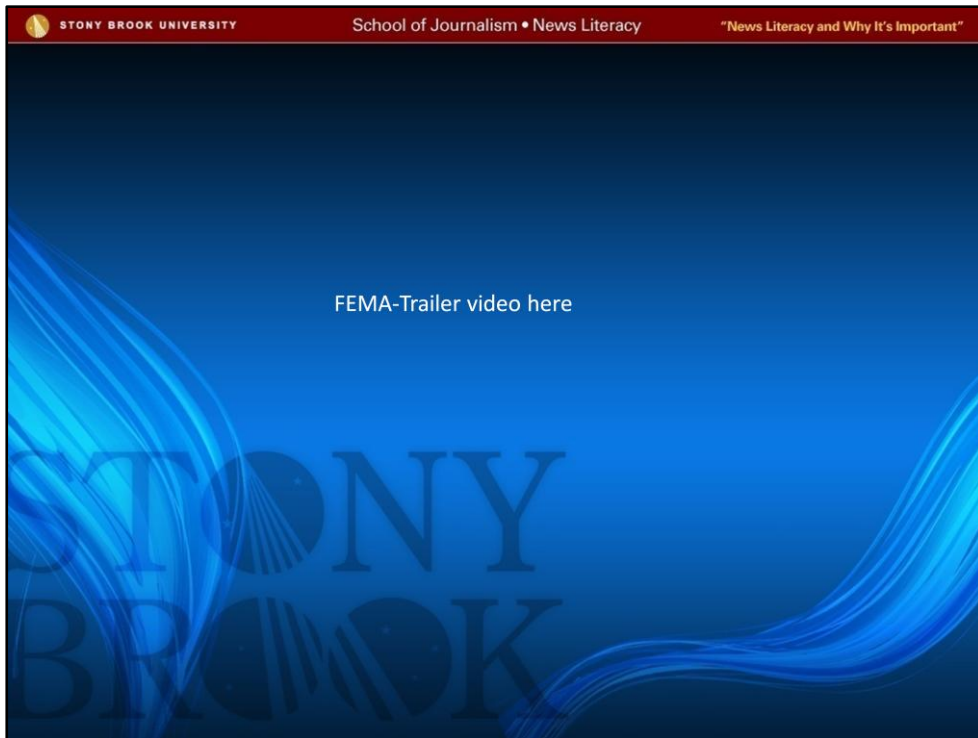 STONY BROOK UNIVERSITY School of Journalism • News Literacy "News Literacy and Why It's Important"
FEMA-Trailer video here
STONY
BROOK